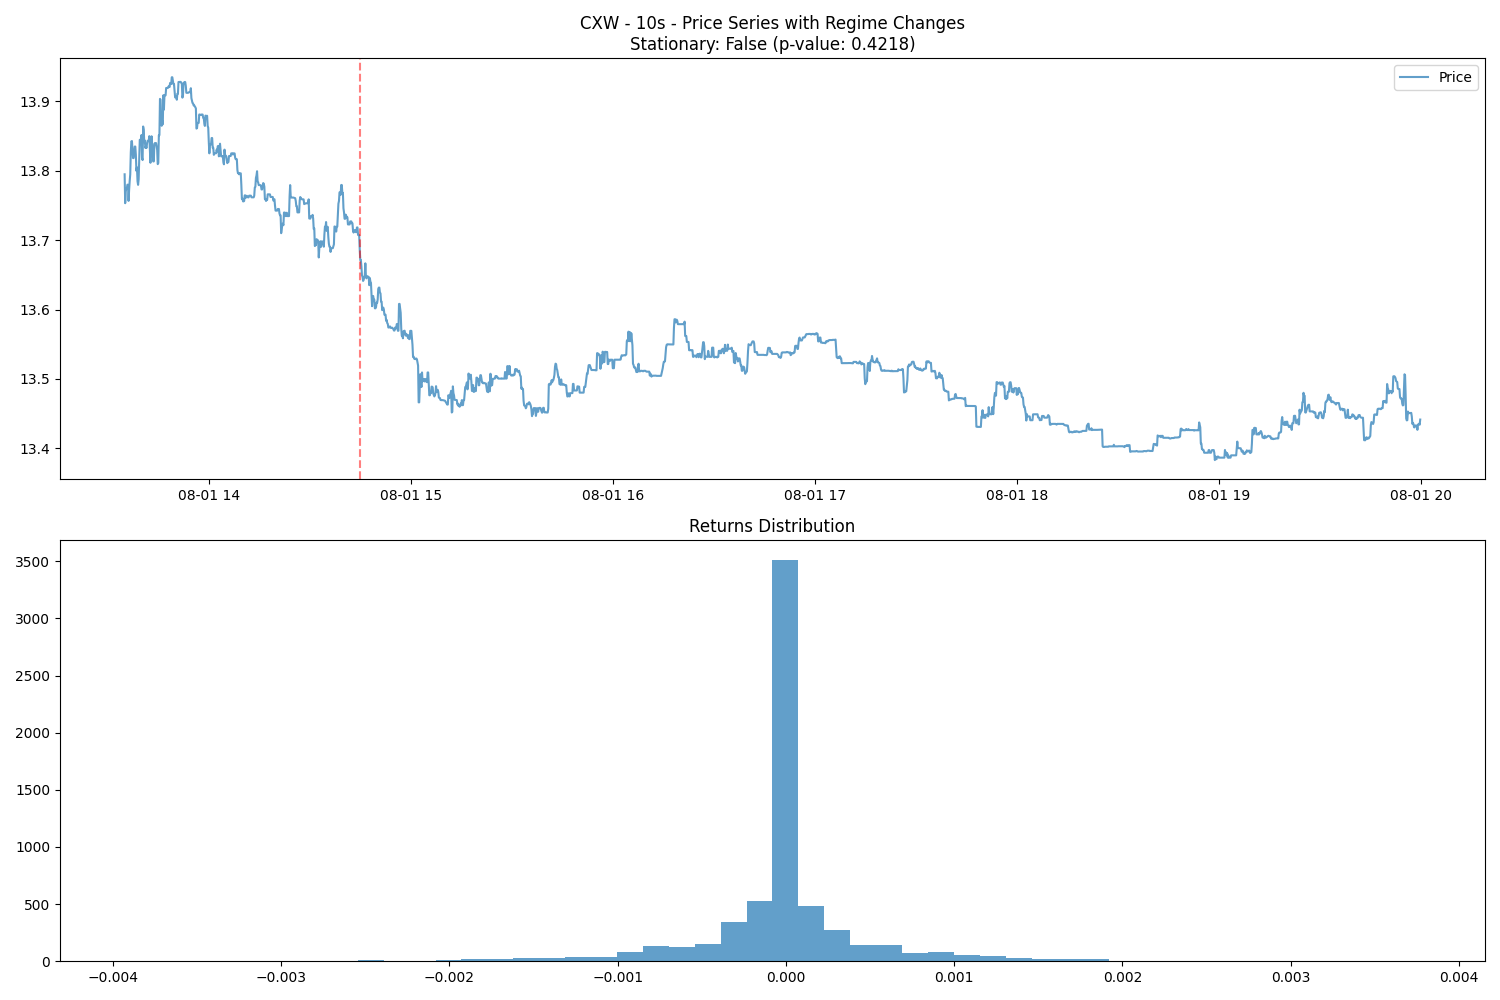 CXW - 10s - Price Series with Regime Changes
Stationary: False (p-value: 0.4218)
Price
13.9
13.8
13.7
13.6
13.5
13.4
08-01 14 08-01 15 08-01 16 08-01 17 08-01 18 08-01 19 08-01 20
Returns Distribution
3500
3000
2500
2000
1500
1000
500
0
−0.004 −0.003 −0.002 −0.001 0.000 0.001 0.002 0.003 0.004